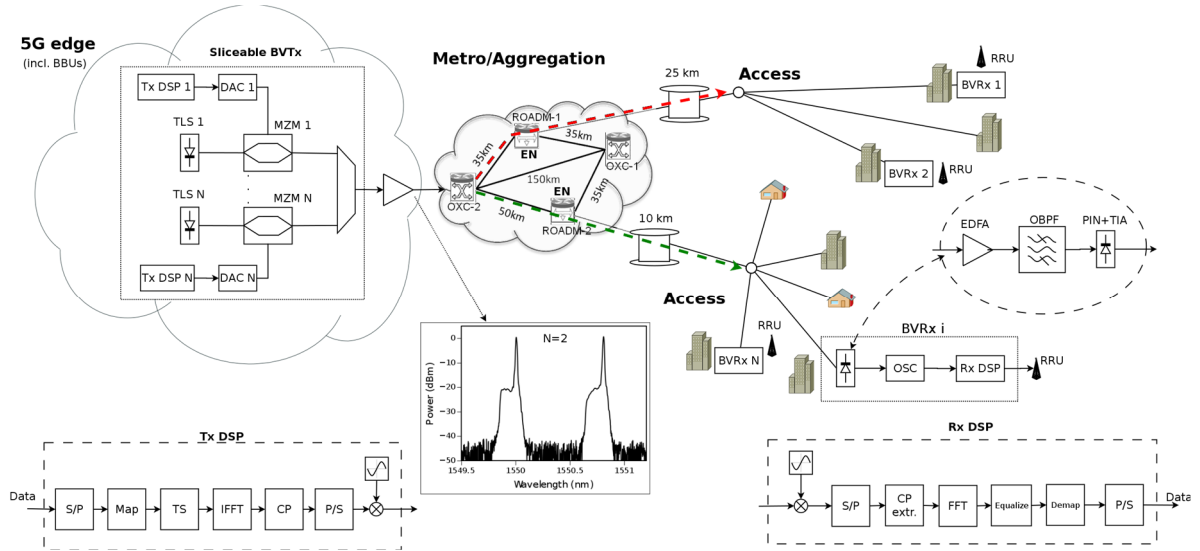 5G edge
(incl. BBUs)
Sliceable BVTx
Tx DSP 1
DAC 1
TLS 1
MZM 1
TLS N
MZM N
Tx DSP N
DAC N
Metro/Aggregation
ROADM-1
EN
35km
35km
OXC-1
150km
35km
OXC-2
50km
EN
ROADM-2
25 km
10 km
Access
RRU
BVRx 1
BVRx 2
RRU
Access
BVRx N
RRU
EDFA
OBPF
PIN+TIA
BVRx i
OSC
Rx DSP
RRU
N=2
Power (dBm)
0
−10
−20
−30
−40
−50
1549.5
1550
1550.5
1551
Wavelength (nm)
Tx DSP
Data
S/P
Map
TS
IFFT
CP
P/S
Rx DSP
S/P
CP
extr.
FFT
Equalize
Demap
P/S
Data